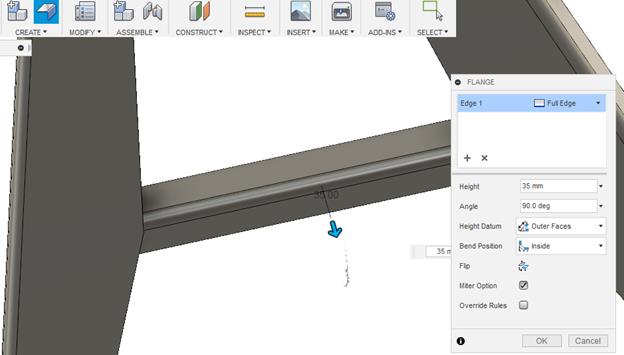 CREATE ▾ MODIFY ▾ ASSEMBLE ▾ CONSTRUCT ▾ INSPECT ▾ INSERT ▾ MAKE ▾ ADD-INS ▾ SELECT ▾
FLANGE
Edge 1 Full Edge
Height 35 mm
Angle 90.0 deg
Height Datum Outer Faces
Bend Position Inside
Flip
Miter Option
Override Rules
OK Cancel
35.00
35 m